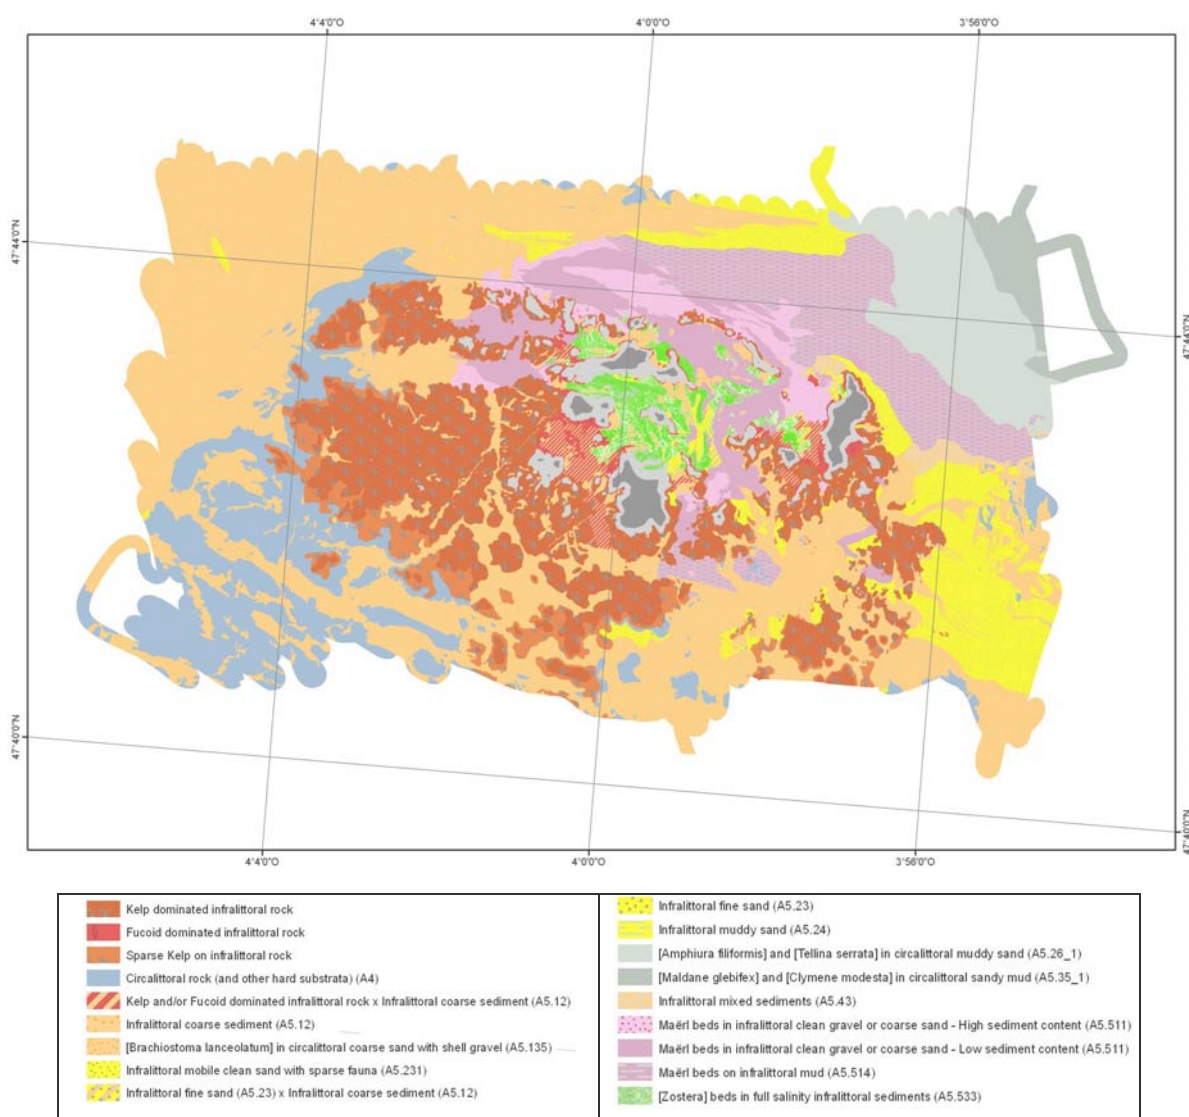 4°4'0"O
4°0'0"O
3°56'0"O
47°44'0"N
47°44'0"N
47°40'0"N
47°40'0"N
4°4'0"O
4°0'0"O
3°56'0"O
Kelp dominated infralittoral rock
Fucoid dominated infralittoral rock
Sparse Kelp on infralittoral rock
Circalittoral rock (and other hard substrata) (A4)
Kelp and/or Fucoid dominated infralittoral rock x Infralittoral coarse sediment (A5.12)
Infralittoral coarse sediment (A5.12)
[Brachiostoma lanceolatum] in circalittoral coarse sand with shell gravel (A5.135)
Infralittoral mobile clean sand with sparse fauna (A5.231)
Infralittoral fine sand (A5.23) x Infralittoral coarse sediment (A5.12)
Infralittoral fine sand (A5.23)
Infralittoral muddy sand (A5.24)
[Amphiura filiformis] and [Tellina serrata] in circalittoral muddy sand (A5.26_1)
[Maldane glebifex] and [Clymene modesta] in circalittoral sandy mud (A5.35_1)
Infralittoral mixed sediments (A5.43)
Maërl beds in infralittoral clean gravel or coarse sand - High sediment content (A5.511)
Maërl beds in infralittoral clean gravel or coarse sand - Low sediment content (A5.511)
Maërl beds on infralittoral mud (A5.514)
[Zostera] beds in full salinity infralittoral sediments (A5.533)